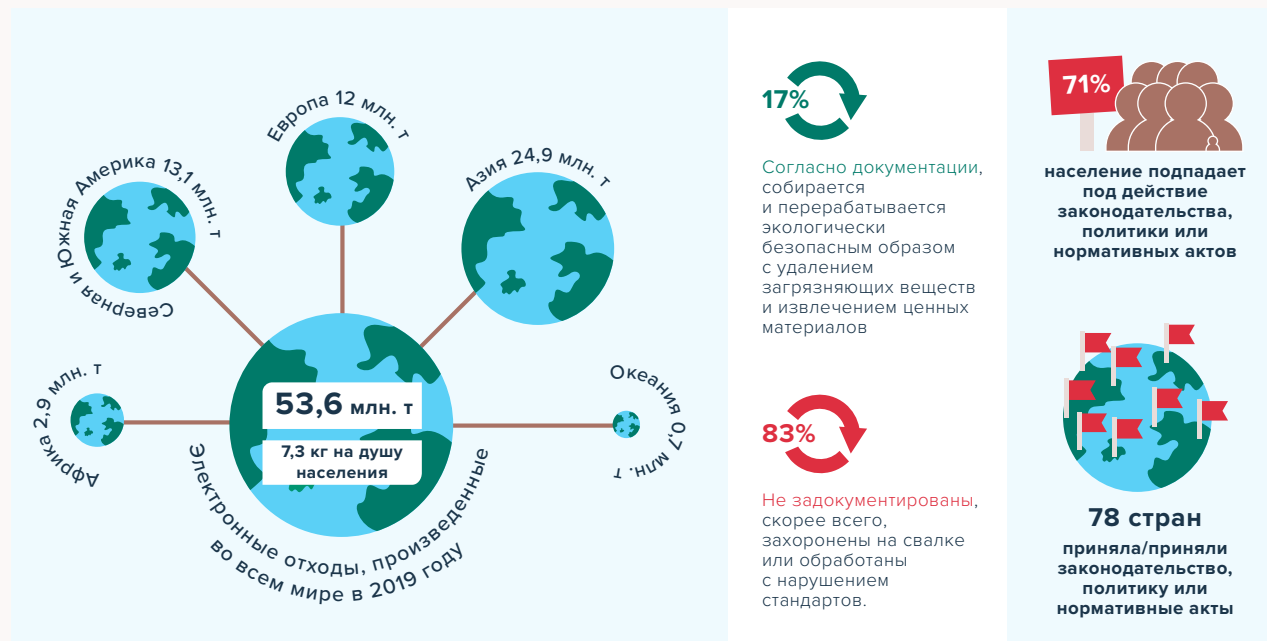 Европа 12 млн. т
Северная и Южная Америка 13,1 млн. т
Азия 24,9 млн. т
Африка 2,9 млн. т
Океания 0,7 млн. т
53,6 млн. т
7,3 кг на душу
населения
Электронные отходы, произведенные
во всем мире в 2019 году
17%
Согласно документации,
собирается
и перерабатывается
экологически
безопасным образом
с удалением
загрязняющих веществ
и извлечением ценных
материалов
83%
Не задокументированы,
скорее всего,
захоронены на свалке
или обработаны
с нарушением
стандартов.
71%
население подпадает
под действие
законодательства,
политики или
нормативных актов
78 стран
приняла/приняли
законодательство,
политику или
нормативные акты